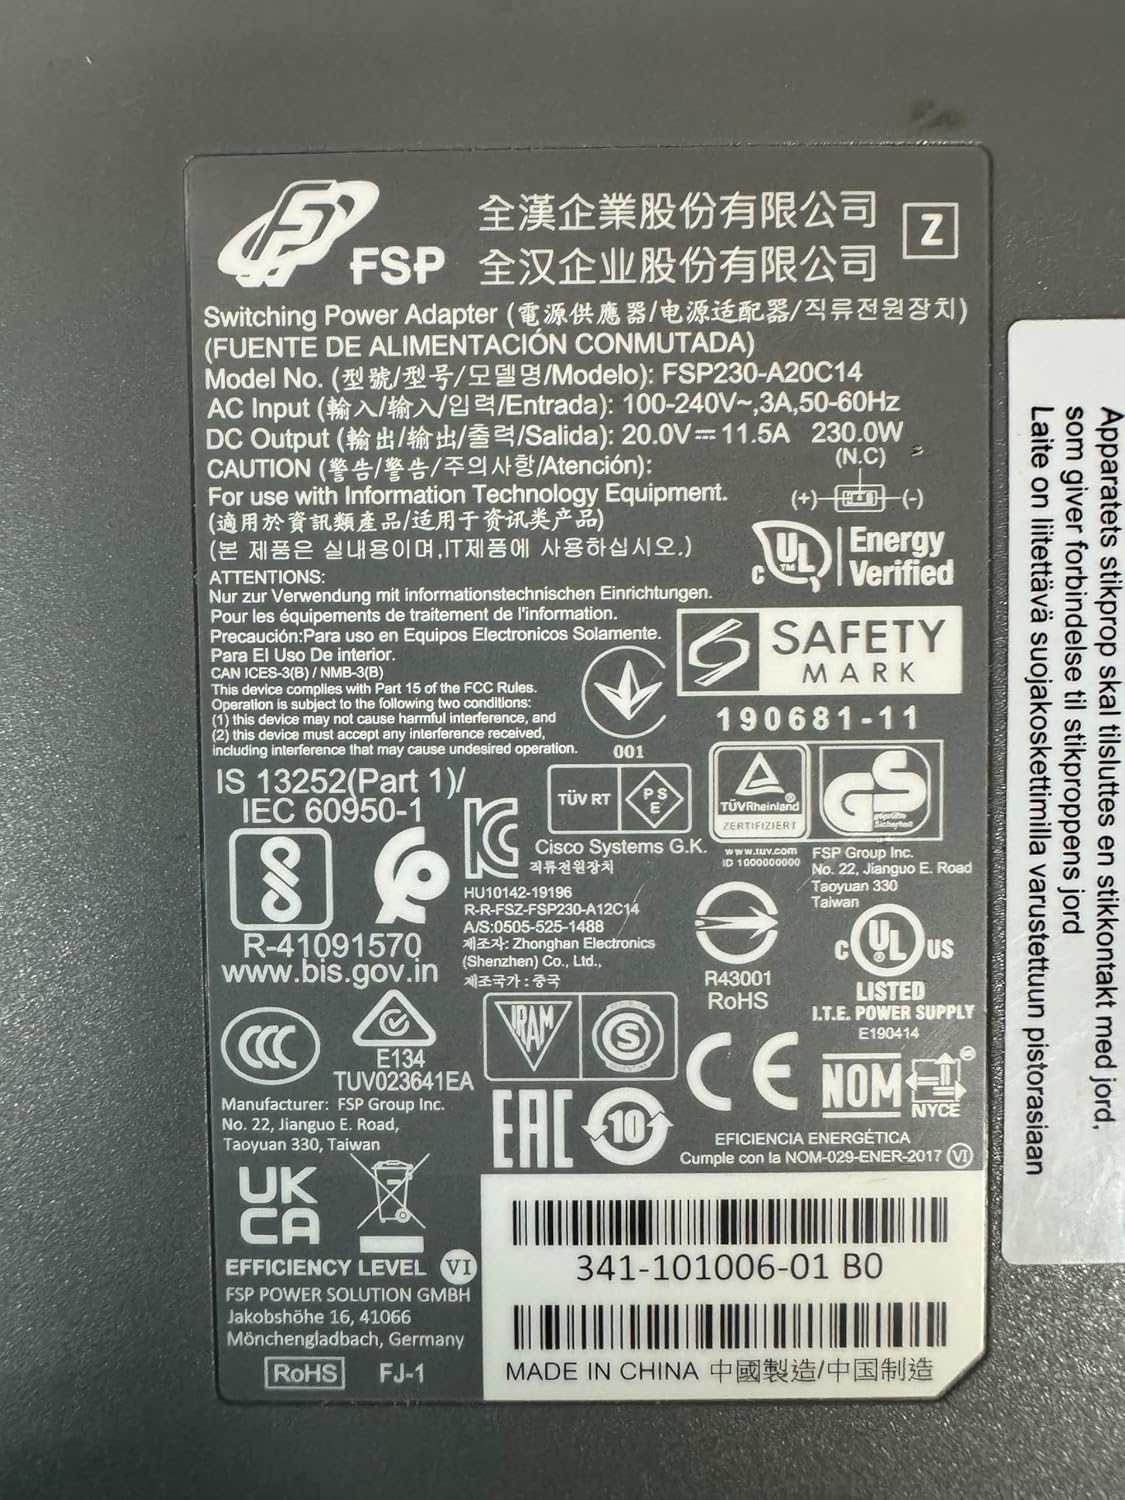 FSP
全漢企業股份有限公司
全汉企业股份有限公司
Z
Switching Power Adapter (電源供應器/电源适配器/직류전원장치)
(FUENTE DE ALIMENTACIÓN CONMUTADA)
Model No. (型號/型号/모델명/Modelo): FSP230-A20C14
AC Input (輸入/输入/입력/Entrada): 100-240V~,3A,50-60Hz
DC Output (輸出/输出/출력/Salida): 20.0V⎓11.5A 230.0W
CAUTION (警告/警告/주의사항/Atención):
(N.C)
(+) (-)
For use with Information Technology Equipment.
(適用於資訊類產品/适用于资讯类产品)
(본 제품은 실내용이며,IT제품에 사용하십시오.)
C UL TM Energy Verified
ATTENTIONS:
Nur zur Verwendung mit informationstechnischen Einrichtungen.
Pour les équipements de traitement de l'information.
Precaución:Para uso en Equipos Electronicos Solamente.
Para El Uso De interior.
CAN ICES-3(B) / NMB-3(B)
This device complies with Part 15 of the FCC Rules.
Operation is subject to the following two conditions:
(1) this device may not cause harmful interference, and
(2) this device must accept any interference received,
including interference that may cause undesired operation.
001
SAFETY
MARK
190681-11
IS 13252(Part 1)/
IEC 60950-1
R-41091570
www.bis.gov.in
TÜV RT
PSE
Cisco Systems G.K.
직류전원장치
HU10142-19196
R-R-FSZ-FSP230-A12C14
A/S:0505-525-1488
제조자: Zhonghan Electronics
(Shenzhen) Co., Ltd.,
제조국가 : 중국
TÜVRheinland
ZERTIFIZIERT
www.tuv.com
ID 1000000000
GS
geprüfte
Sicherheit
FSP Group Inc.
No. 22, Jianguo E. Road
Taoyuan 330
Taiwan
R43001
RoHS
C UL US
LISTED
I.T.E. POWER SUPPLY
E190414
CCC
E134
TUV023641EA
IRAM
S
CE
NOM
NYCE
EAC
10
Manufacturer: FSP Group Inc.
No. 22, Jianguo E. Road,
Taoyuan 330, Taiwan
EFICIENCIA ENERGÉTICA
Cumple con la NOM-029-ENER-2017 VI
UK
CA
EFFICIENCY LEVEL VI
FSP POWER SOLUTION GMBH
Jakobshöhe 16, 41066
Mönchengladbach, Germany
RoHS FJ-1
341-101006-01 B0
MADE IN CHINA 中國製造/中国制造
Apparatets stikprop skal tilsluttes en stikkontakt med jord,
som giver forbindelse til stikproppens jord
Laite on liitettävä suojakoskettimilla varustettuun pistorasiaan